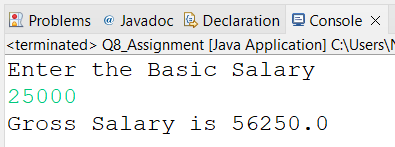 Problems @ Javadoc Declaration Console
<terminated> Q8_Assignment [Java Application] C:\Users\
Enter the Basic Salary
25000
Gross Salary is 56250.0